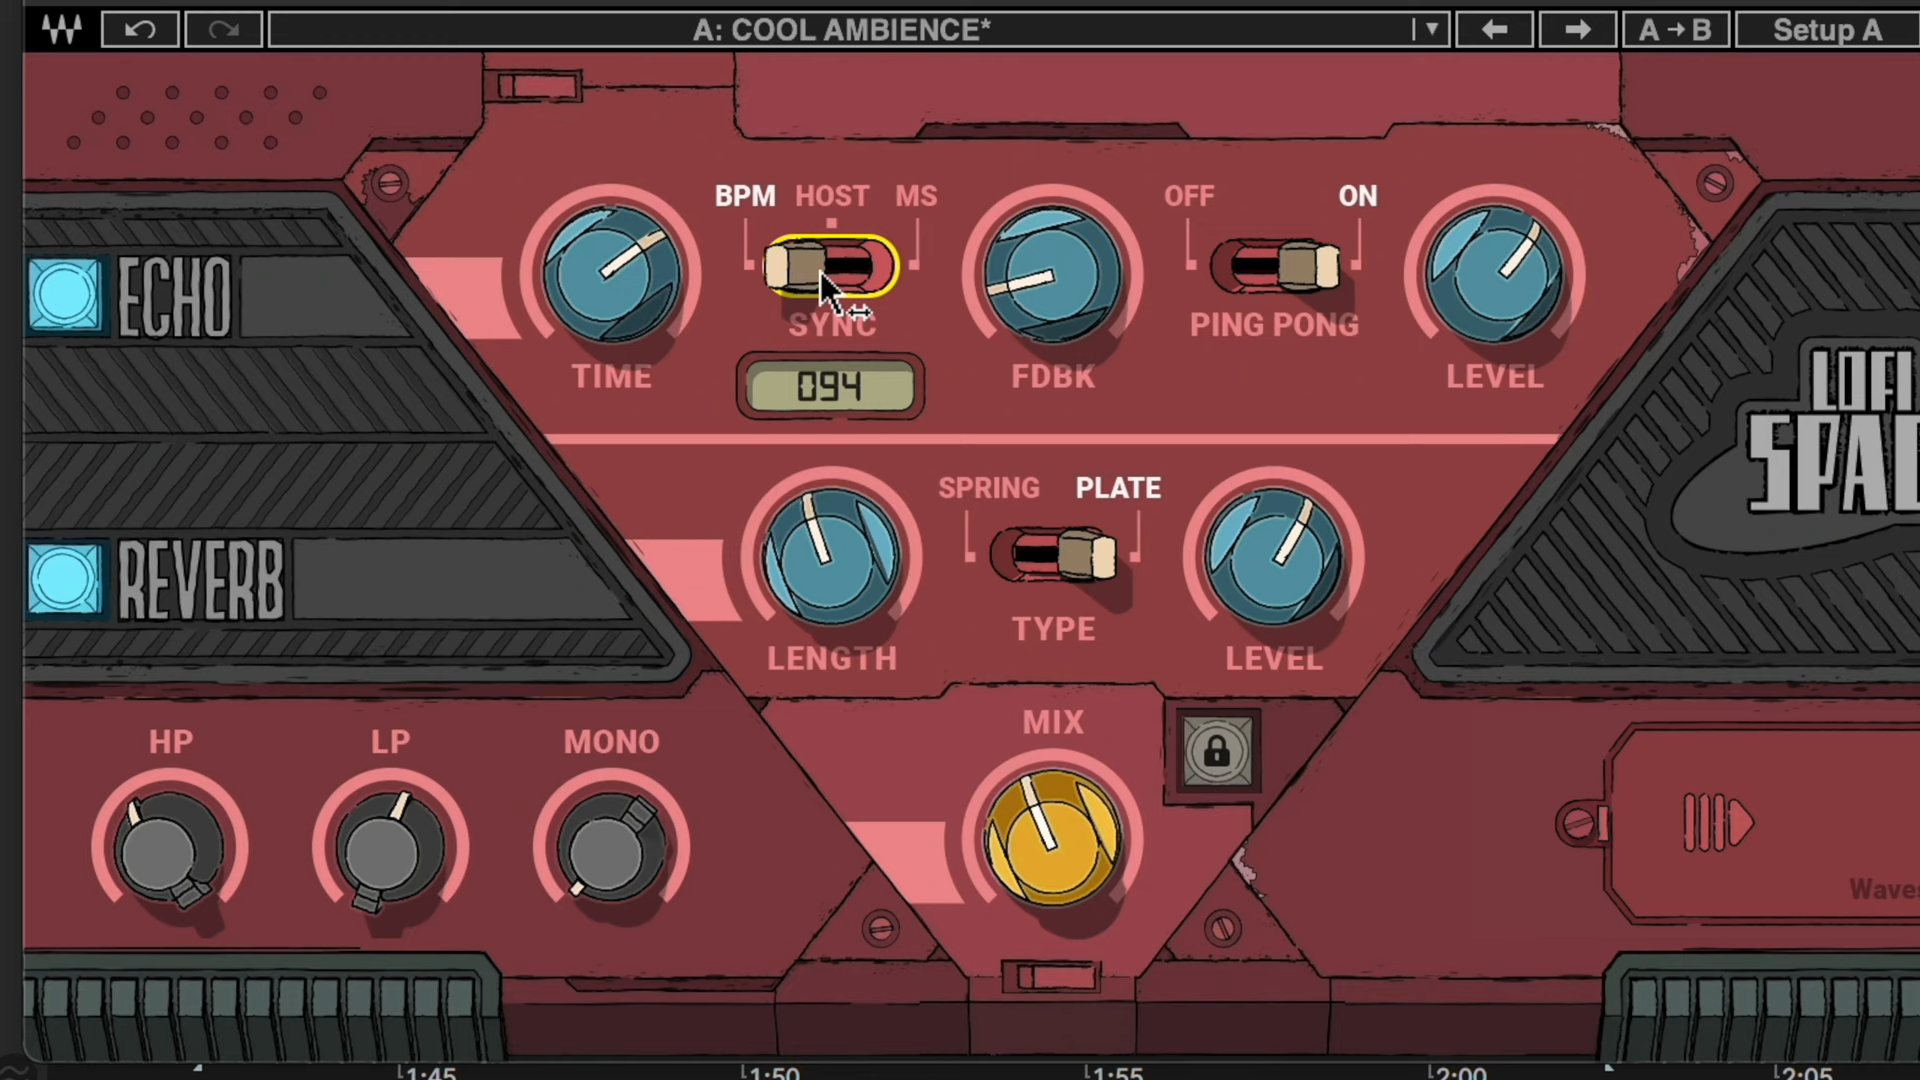 A: COOL AMBIENCE*
A→B
Setup A
BPM HOST MS
OFF ON
ECHO
SYNC
PING PONG
TIME
094
FDBK
LEVEL
LOFI
SPRING PLATE
REVERB
TYPE
LENGTH
LEVEL
MIX
HP
LP
MONO
1:45
1:50
1:55
2:00
2:05